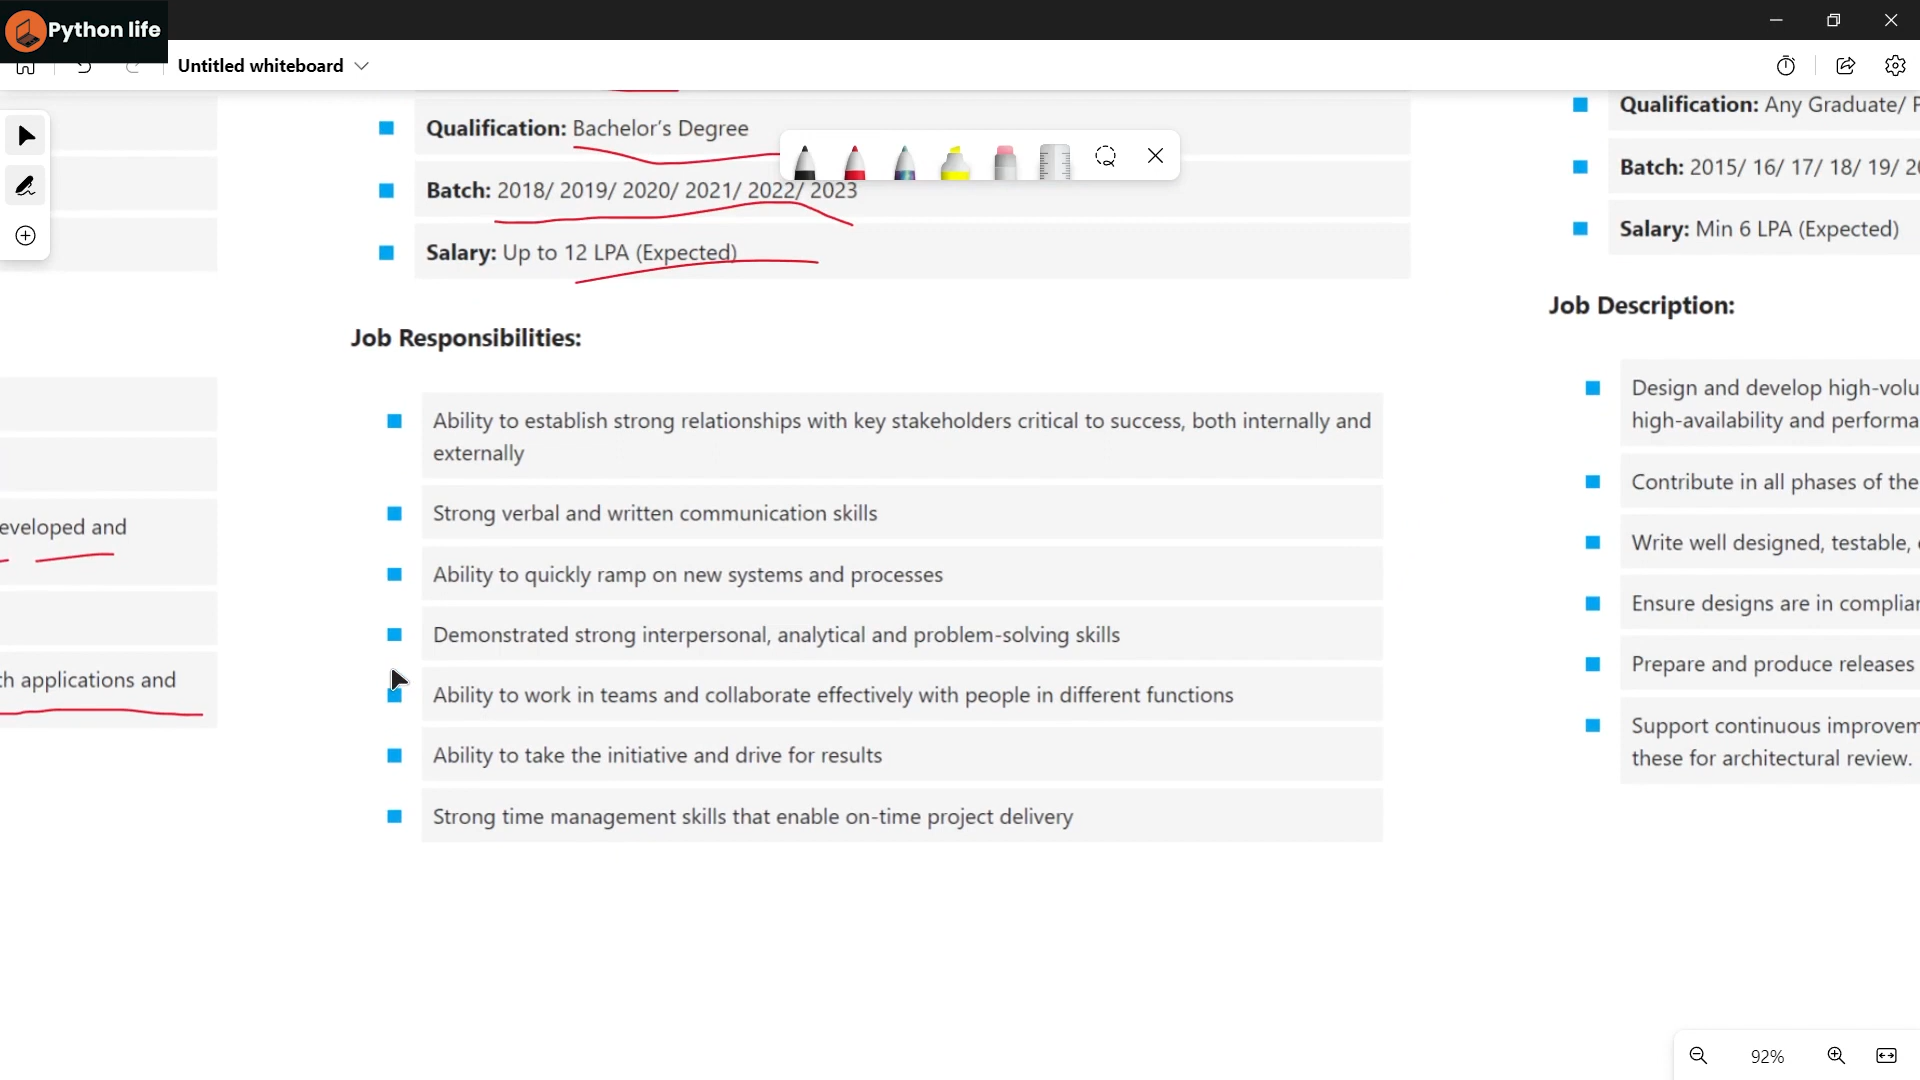 Python life
Untitled whiteboard
Qualification: Bachelor's Degree
Batch: 2018/ 2019/ 2020/ 2021/ 2022/ 2023
Salary: Up to 12 LPA (Expected)
Job Responsibilities:
Ability to establish strong relationships with key stakeholders critical to success, both internally and
externally
Strong verbal and written communication skills
Ability to quickly ramp on new systems and processes
Demonstrated strong interpersonal, analytical and problem-solving skills
Ability to work in teams and collaborate effectively with people in different functions
Ability to take the initiative and drive for results
Strong time management skills that enable on-time project delivery
eveloped and
th applications and
Qualification: Any Graduate/ P
Batch: 2015/ 16/ 17/ 18/ 19/ 20
Salary: Min 6 LPA (Expected)
Job Description:
Design and develop high-volu
high-availability and performa
Contribute in all phases of the
Write well designed, testable,
Ensure designs are in complian
Prepare and produce releases
Support continuous improvem
these for architectural review.
92%